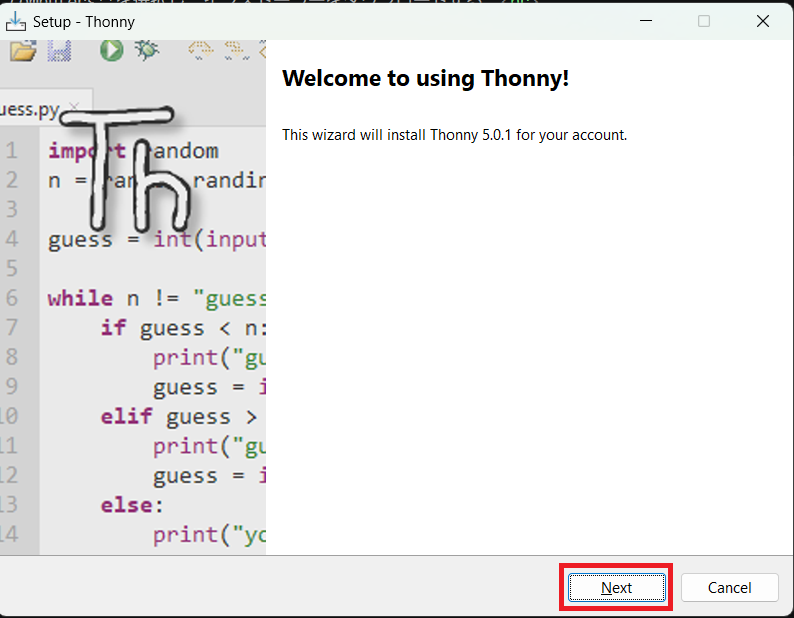 Setup - Thonny
Welcome to using Thonny!
This wizard will install Thonny 5.0.1 for your account.
uess.py
Th
1 import random
2 n = randin
3
4 guess = int(input
5
6 while n != "guess
7 if guess < n:
8 print("gu
9 guess = i
10 elif guess >
11 print("gu
12 guess = i
13 else:
14 print("yo
Next
Cancel